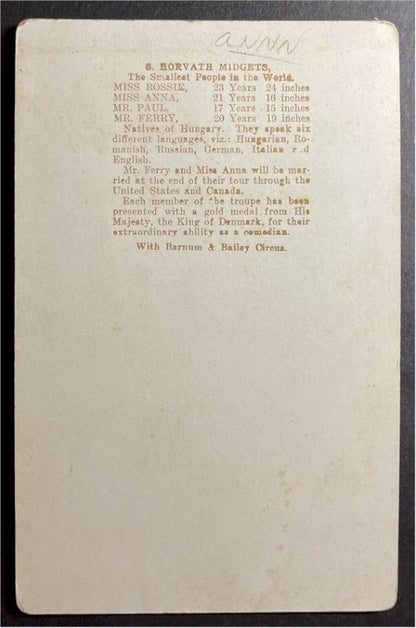 ANNN
S. HORVATH MIDGETS,
The Smallest People in the World.
MISS ROSSIE, 23 Years 24 inches
MISS ANNA, 21 Years 16 inches
MR. PAUL, 17 Years 15 inches
MR. FERRY, 20 Years 19 inches
Natives of Hungary. They speak six
different languages, viz.: Hungarian, Ro-
manish, Russian, German, Italian
English.
Mr. Ferry and Miss Anna will be mar-
ried at the end of their tour through the
United States and Canada.
Each member of the troupe has been
presented with a gold medal from His
Majesty, the King of Denmark, for their
extraordinary ability as a comedian.
With Barnum & Bailey Circus.